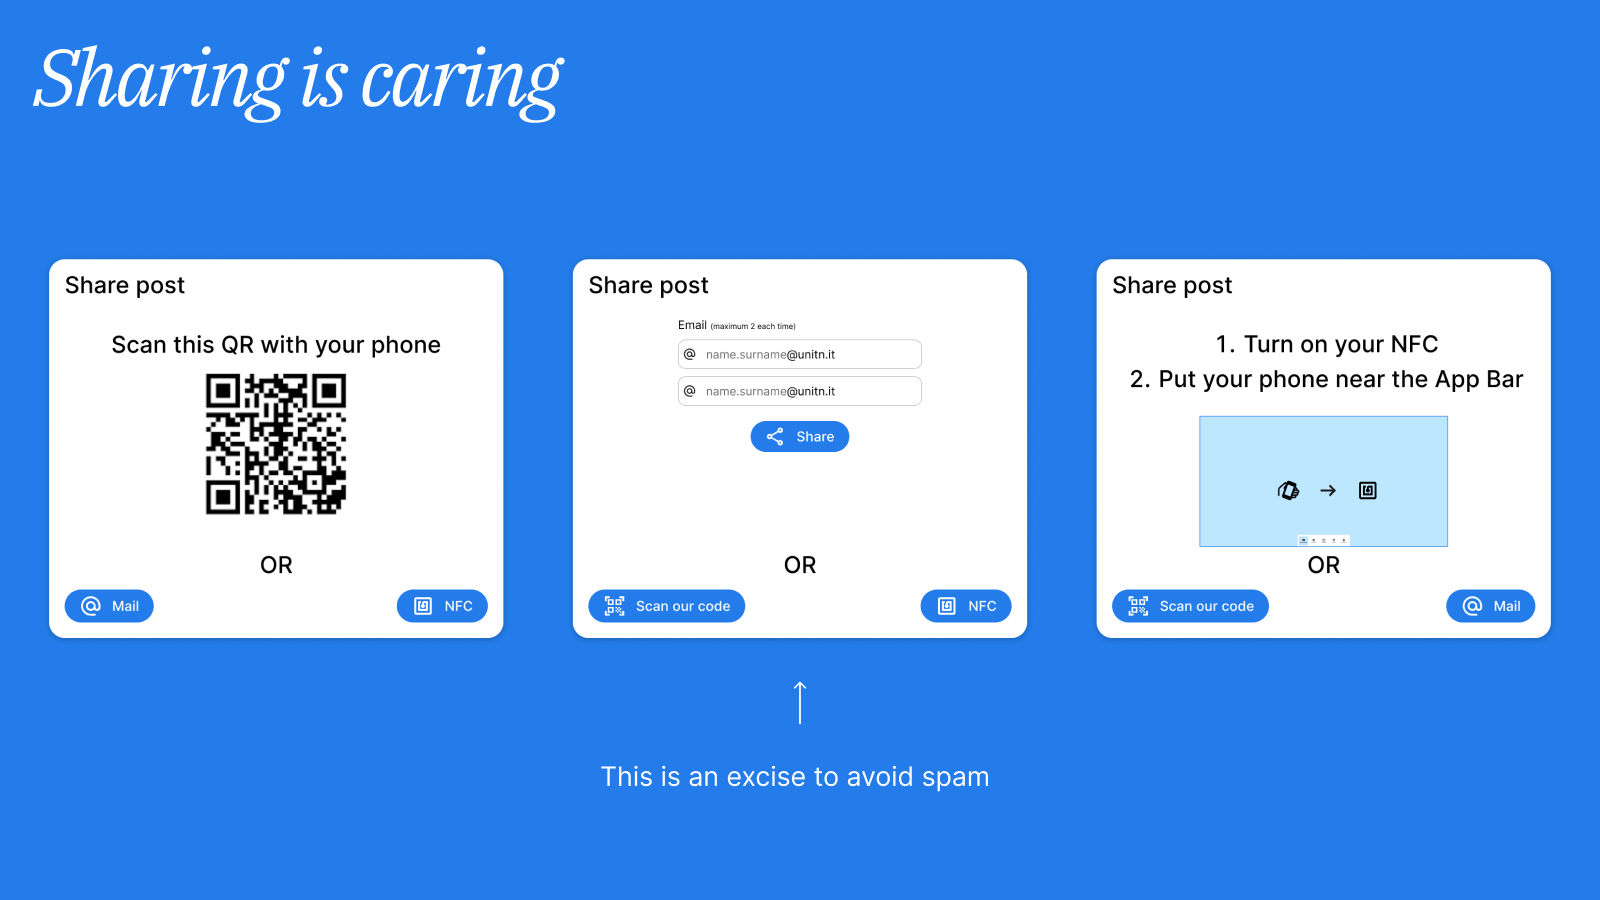 Sharing is caring
Share post
Scan this QR with your phone
OR
Mail
NFC
Share post
Email (maximum 2 each time)
name.surname@unitn.it
name.surname@unitn.it
Share
OR
Scan our code
NFC
Share post
1. Turn on your NFC
2. Put your phone near the App Bar
OR
Scan our code
Mail
This is an excise to avoid spam